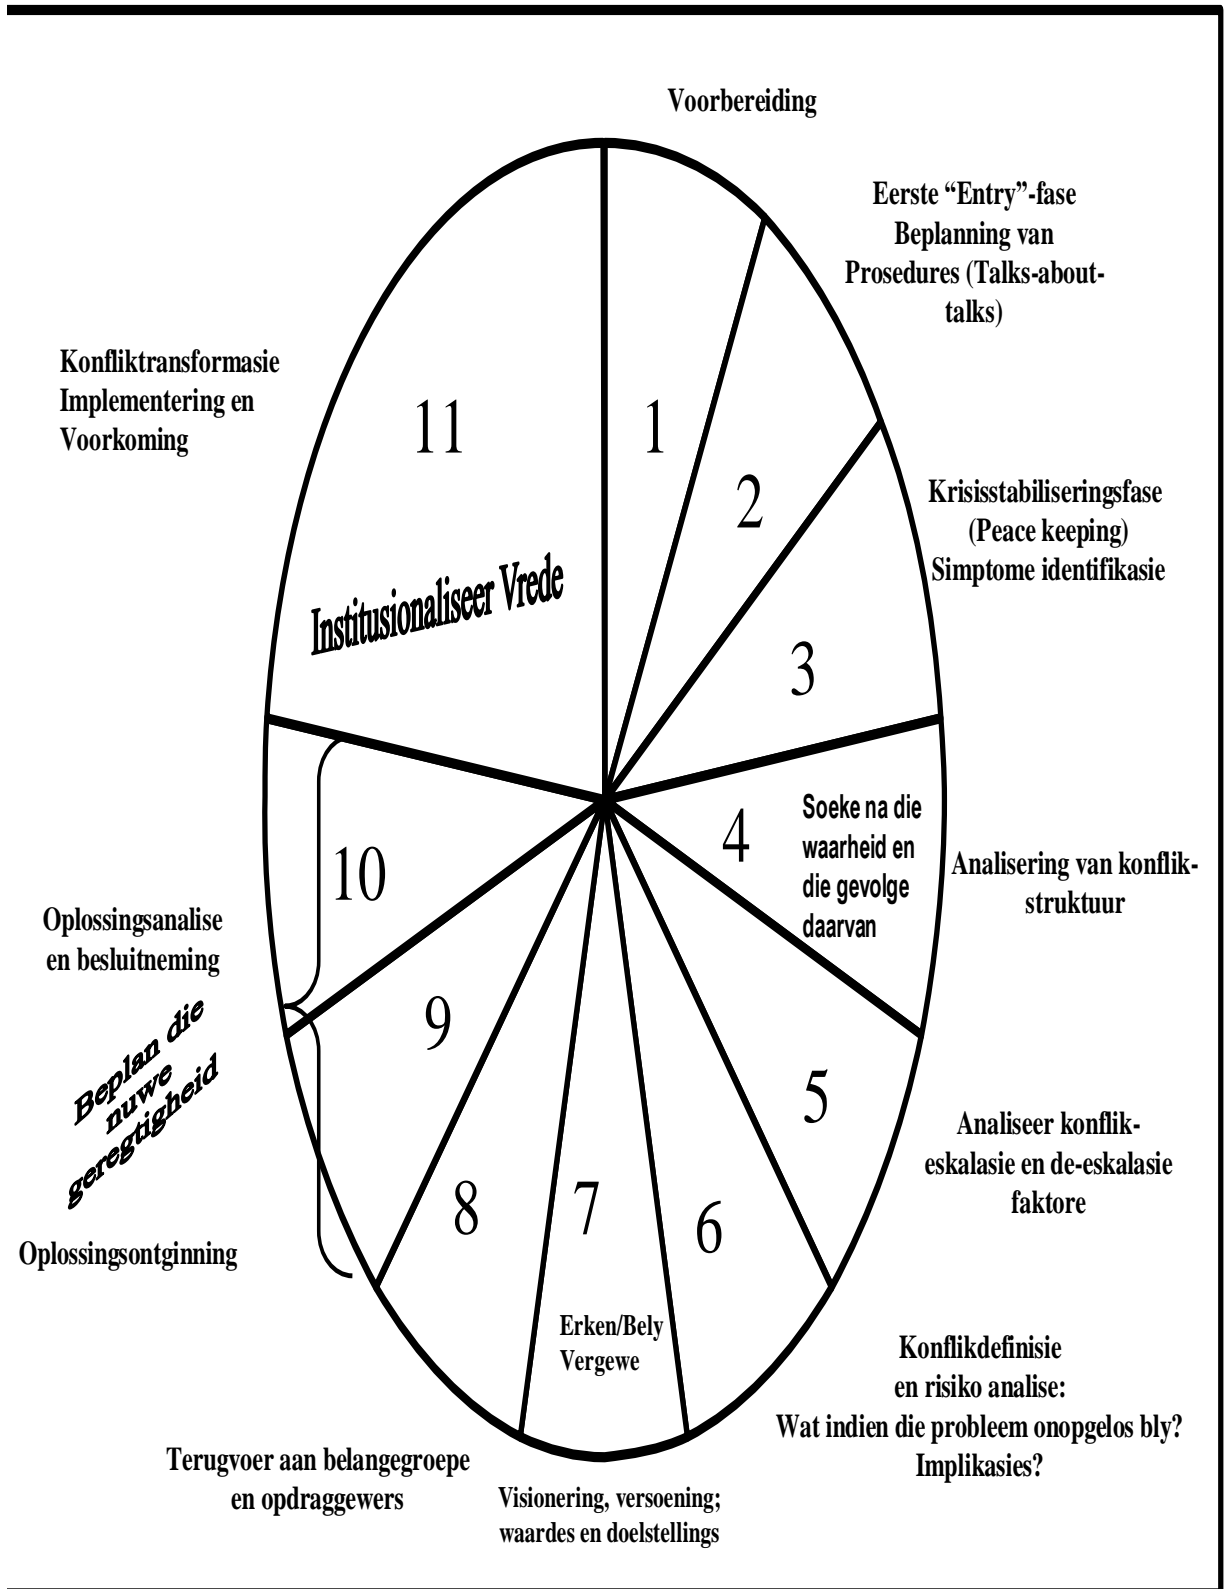 Voorbereiding
Eerste “Entry”-fase
Beplanning van
Prosedures (Talks-about-
talks)
Konfliktransformasie
Implementering en
Voorkoming
11
1
2
Krisisstabiliseringsfase
(Peace keeping)
Simptome identifikasie
Institusionaliseer Vrede
3
4
Soeke na die
waarheid en
die gevolge
daarvan
Analisering van konflik-
struktuur
10
Oplossingsanalise
en besluitneming
9
Beplan die
nuwe
geregtigheid
5
Analiseer konflik-
eskalasie en de-eskalasie
faktore
8
7
6
Oplossingsontginning
Erken/Bely
Vergewe
Konflikdefinisie
en risiko analise:
Wat indien die probleem onopgelos bly?
Implikasies?
Terugvoer aan belangegroepe
en opdraggewers
Visionering, versoening;
waardes en doelstellings